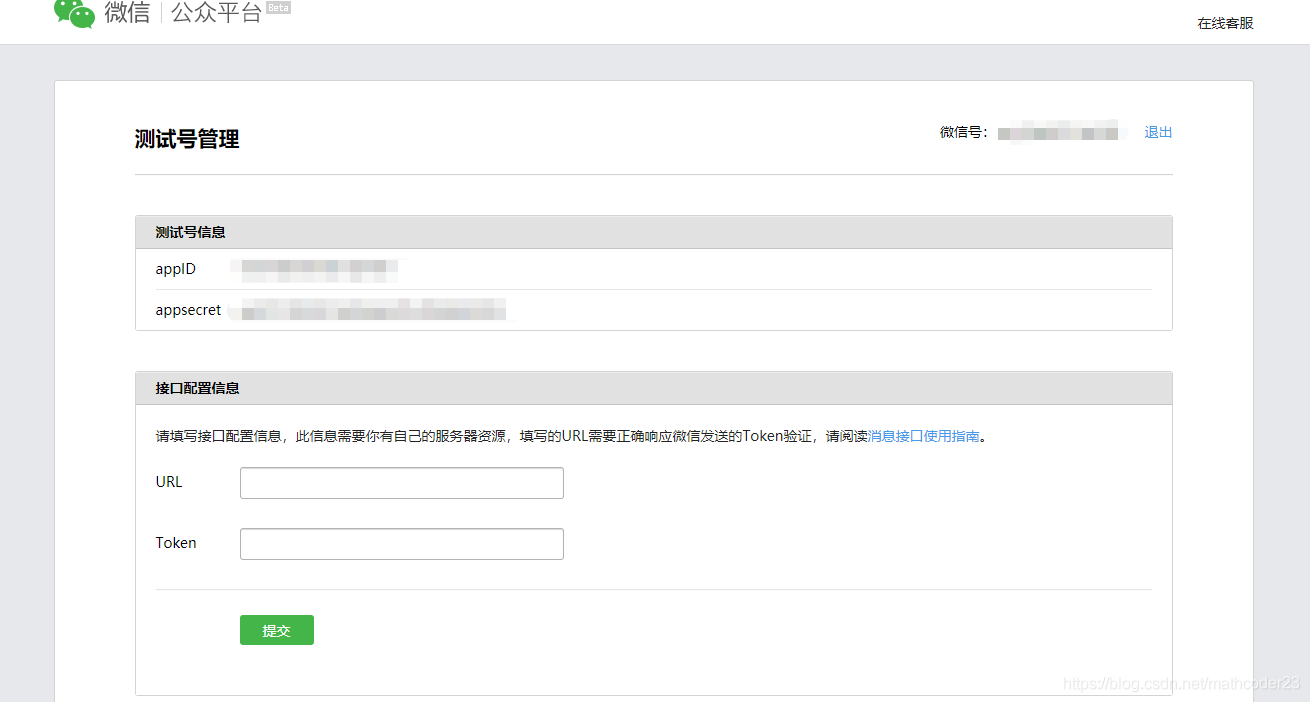 微信 | 公众平台 Beta
在线客服
测试号管理
微信号： 退出
测试号信息
appID
appsecret
接口配置信息
请填写接口配置信息，此信息需要你有自己的服务器资源，填写的URL需要正确响应微信发送的Token验证，请阅读消息接口使用指南。
URL
Token
提交
https://blog.csdn.net/mathcoder23